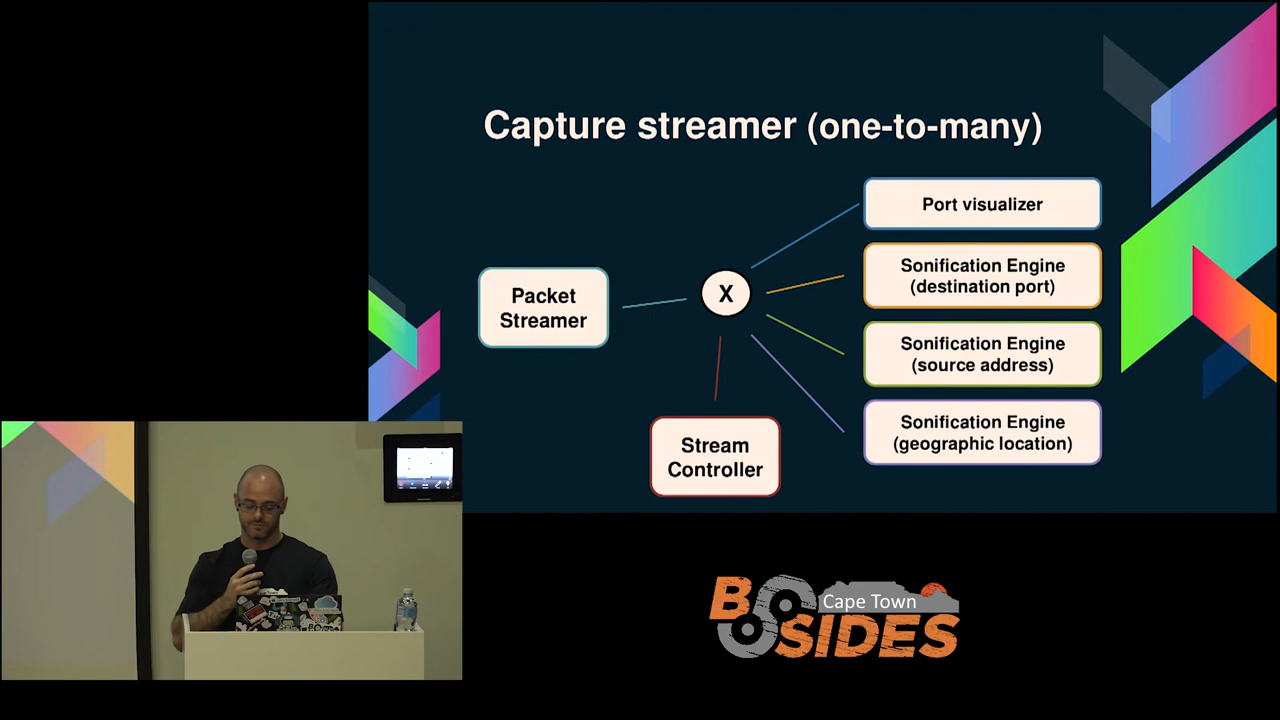 Capture streamer (one-to-many)
Port visualizer
Sonification Engine
(destination port)
Packet
Streamer
X
Sonification Engine
(source address)
Sonification Engine
(geographic location)
Stream
Controller
BSIDES
Cape Town